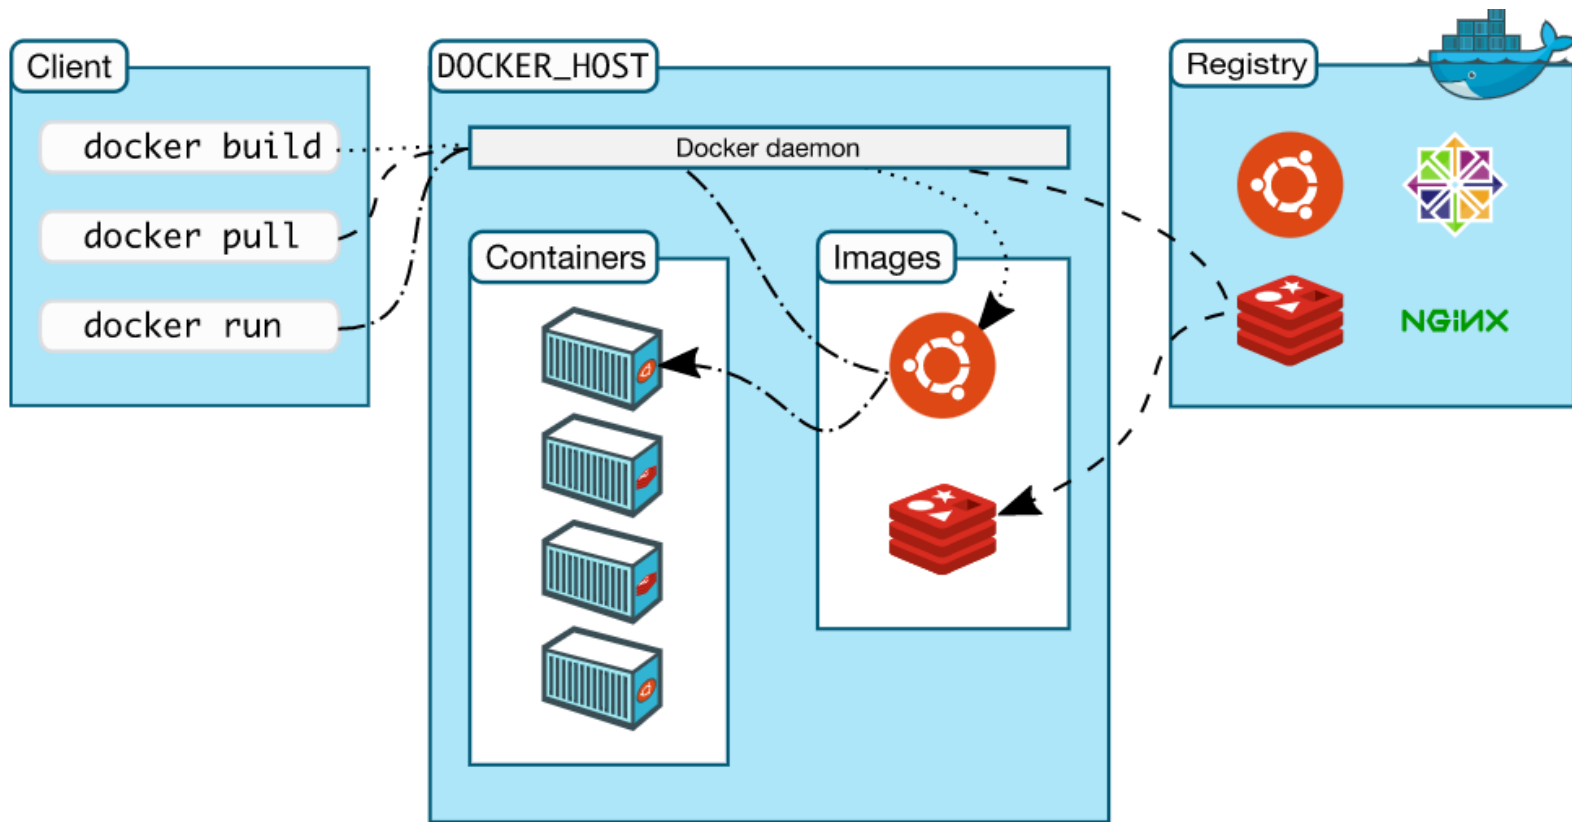 Client
docker build
docker pull
docker run
DOCKER_HOST
Docker daemon
Containers
Images
Registry
NGiNX